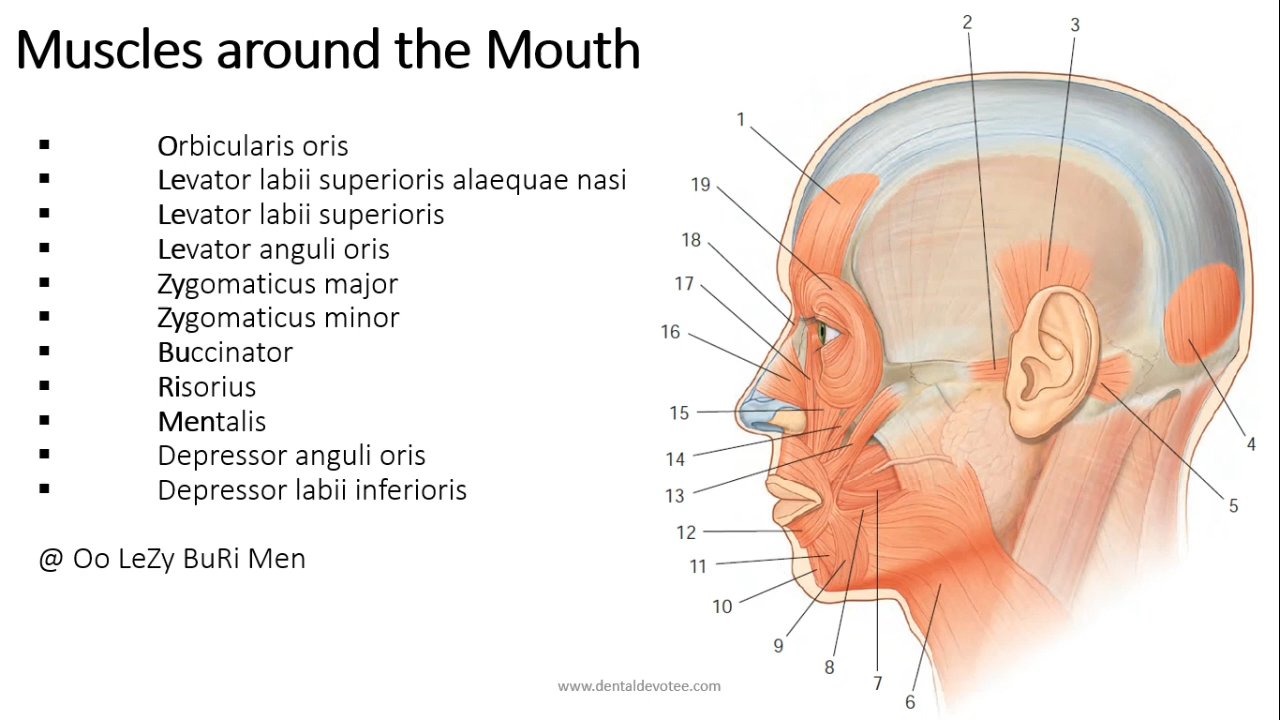 Muscles around the Mouth
▪ Orbicularis oris
▪ Levator labii superioris alaequae nasi
▪ Levator labii superioris
▪ Levator anguli oris
▪ Zygomaticus major
▪ Zygomaticus minor
▪ Buccinator
▪ Risorius
▪ Mentalis
▪ Depressor anguli oris
▪ Depressor labii inferioris
@ Oo LeZy BuRi Men
2
3
1
19
18
17
16
15
14
13
12
11
10
9
8
7
6
5
4
www.dentaldevotee.com